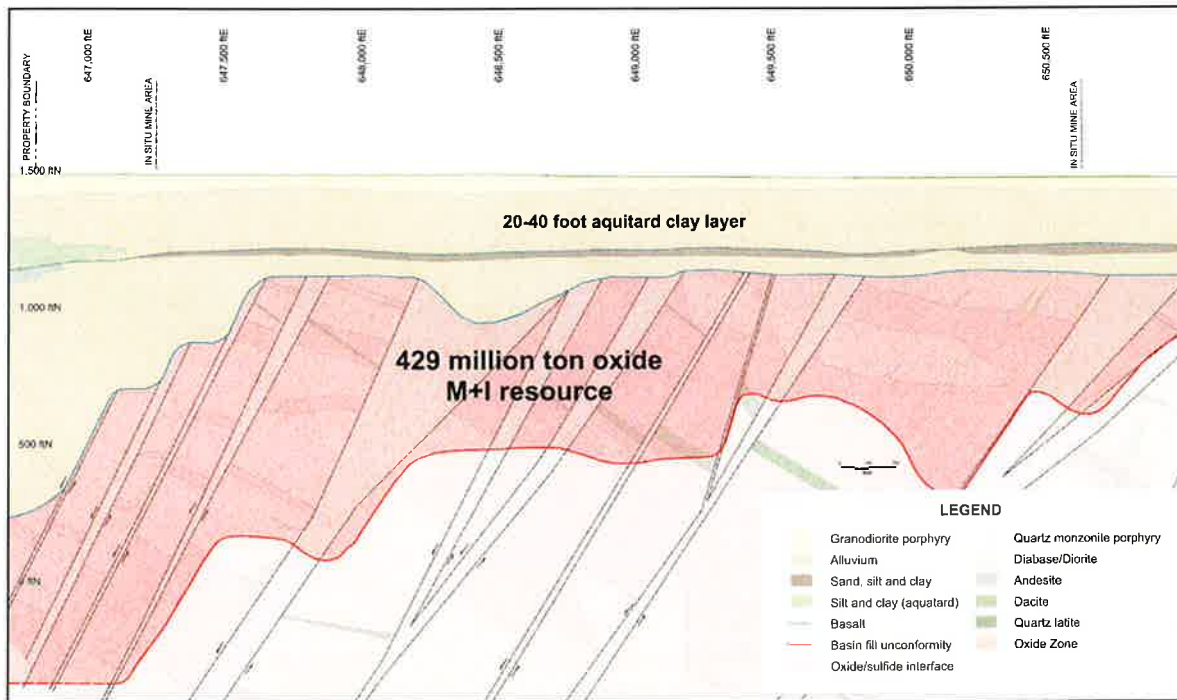 PROPERTY BOUNDARY
647,000 ftE
IN SITU MINE AREA
647,500 ftE
648,000 ftE
648,500 ftE
649,000 ftE
649,500 ftE
650,000 ftE
650,500 ftE
IN SITU MINE AREA
1,500 ftN
20-40 foot aquitard clay layer
1,000 ftN
429 million ton oxide
M+I resource
500 ftN
ftN
LEGEND
Granodiorite porphyry
Alluvium
Sand, silt and clay
Silt and clay (aquatard)
Basalt
Basin fill unconformity
Oxide/sulfide interface
Quartz monzonile porphyry
Diabase/Diorite
Andesite
Dacite
Quartz latite
Oxide Zone